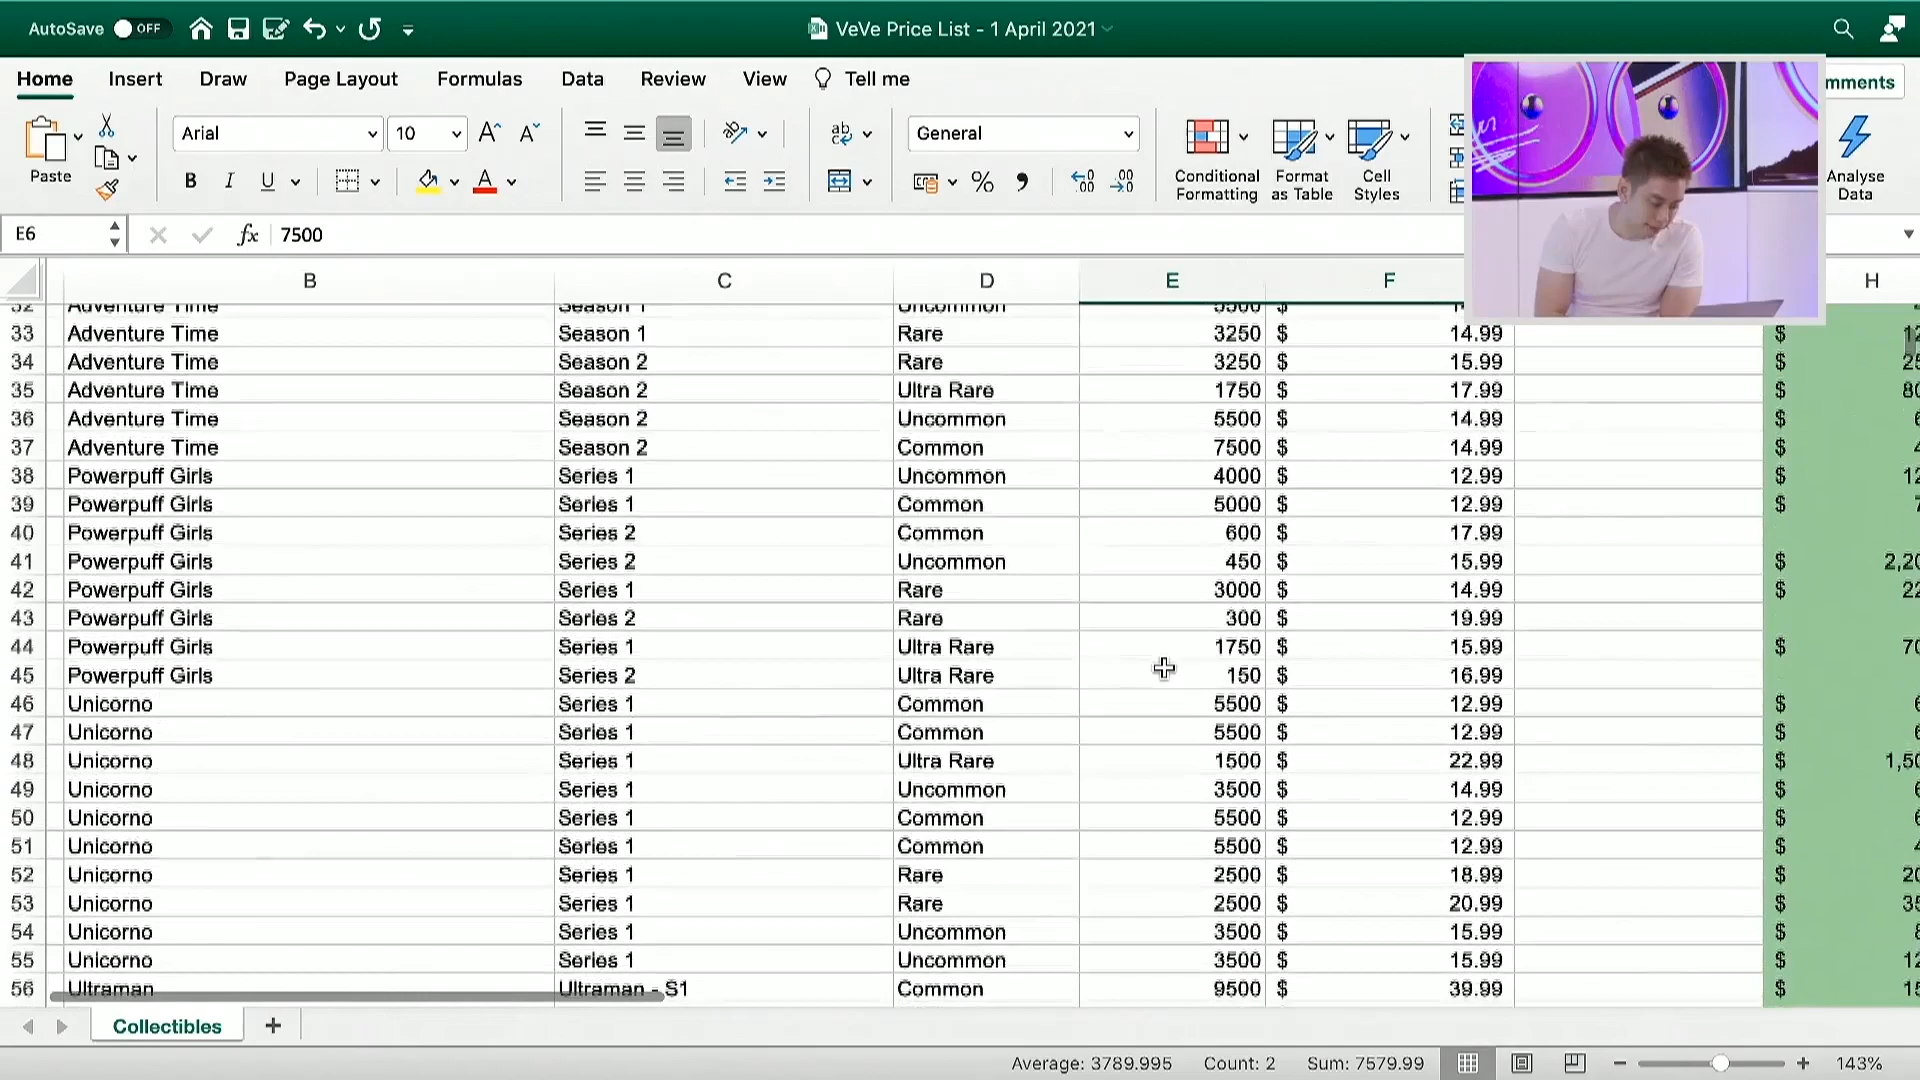 AutoSave OFF VeVe Price List - 1 April 2021
Home Insert Draw Page Layout Formulas Data Review View Tell me mments
Paste Arial 10 General Conditional Formatting Format as Table Cell Styles Analyse Data
E6 fx 7500
B C D E F H
32 Adventure Time Season 1 Uncommon 5500 $
33 Adventure Time Season 1 Rare 3250 $ 14.99 $
34 Adventure Time Season 2 Rare 3250 $ 15.99 $
35 Adventure Time Season 2 Ultra Rare 1750 $ 17.99 $
36 Adventure Time Season 2 Uncommon 5500 $ 14.99 $
37 Adventure Time Season 2 Common 7500 $ 14.99 $
38 Powerpuff Girls Series 1 Uncommon 4000 $ 12.99 $
39 Powerpuff Girls Series 1 Common 5000 $ 12.99 $
40 Powerpuff Girls Series 2 Common 600 $ 17.99
41 Powerpuff Girls Series 2 Uncommon 450 $ 15.99 $
42 Powerpuff Girls Series 1 Rare 3000 $ 14.99 $
43 Powerpuff Girls Series 2 Rare 300 $ 19.99
44 Powerpuff Girls Series 1 Ultra Rare 1750 $ 15.99 $
45 Powerpuff Girls Series 2 Ultra Rare 150 $ 16.99
46 Unicorno Series 1 Common 5500 $ 12.99 $
47 Unicorno Series 1 Common 5500 $ 12.99 $
48 Unicorno Series 1 Ultra Rare 1500 $ 22.99 $
49 Unicorno Series 1 Uncommon 3500 $ 14.99 $
50 Unicorno Series 1 Common 5500 $ 12.99 $
51 Unicorno Series 1 Common 5500 $ 12.99 $
52 Unicorno Series 1 Rare 2500 $ 18.99 $
53 Unicorno Series 1 Rare 2500 $ 20.99 $
54 Unicorno Series 1 Uncommon 3500 $ 15.99 $
55 Unicorno Series 1 Uncommon 3500 $ 15.99 $
56 Ultraman Ultraman - S1 Common 9500 $ 39.99 $
Collectibles +
Average: 3789.995 Count: 2 Sum: 7579.99 143%